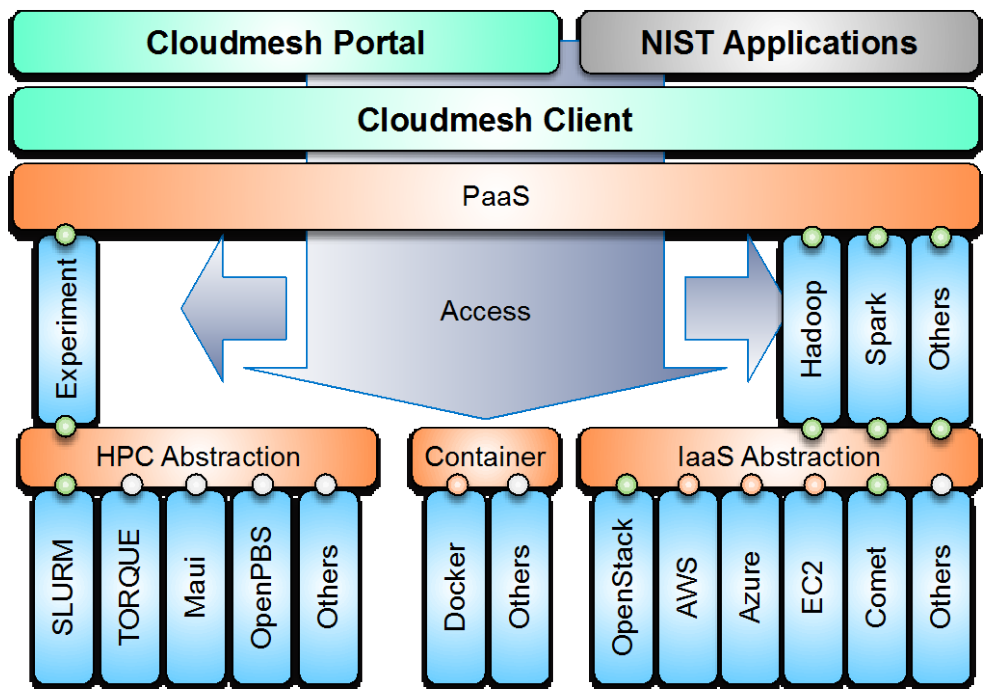 Cloudmesh Portal
NIST Applications
Cloudmesh Client
PaaS
Experiment
Access
Hadoop
Spark
Others
HPC Abstraction
Container
IaaS Abstraction
SLURM
TORQUE
Maui
OpenPBS
Others
Docker
Others
OpenStack
AWS
Azure
EC2
Comet
Others